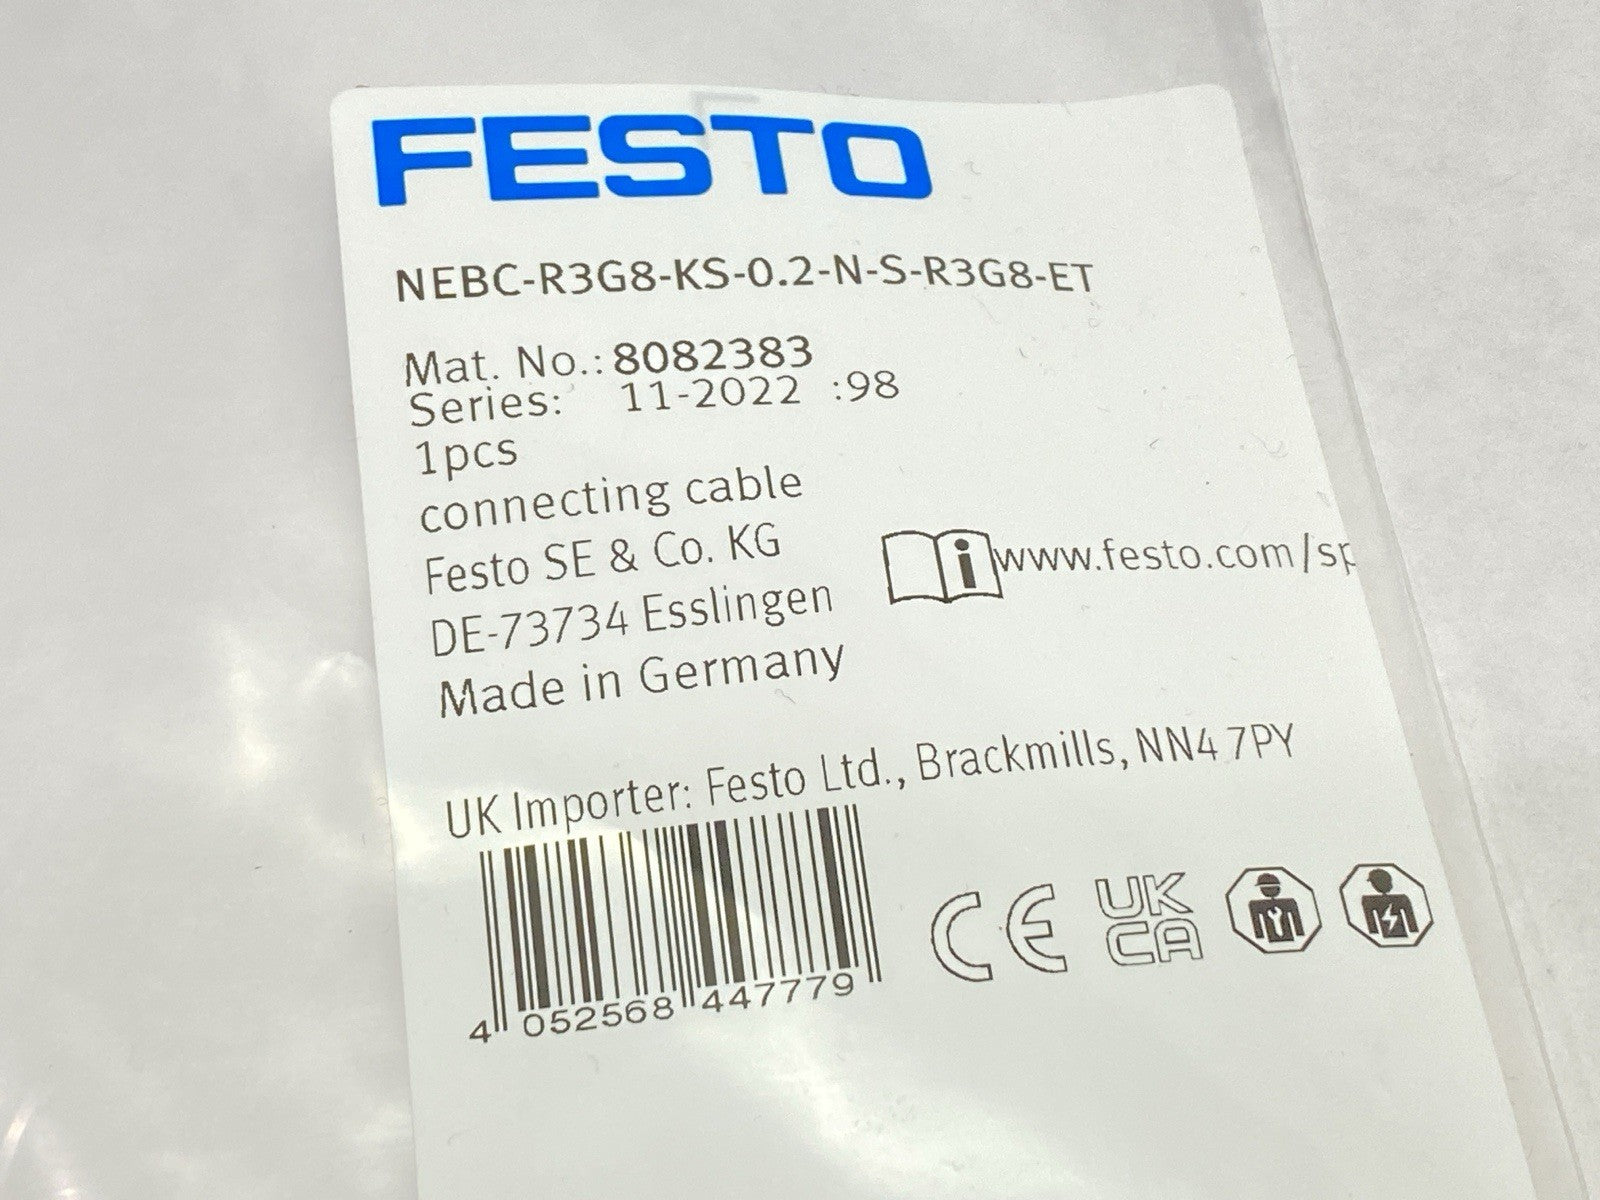 FESTO
NEBC-R3G8-KS-0.2-N-S-R3G8-ET
Mat. No.: 8082383
Series: 11-2022 :98
1pcs
connecting cable
Festo SE & Co. KG
DE-73734 Esslingen
Made in Germany
www.festo.com/sp
UK Importer: Festo Ltd., Brackmills, NN4 7PY
4 052568 447779
CE
UK
CA